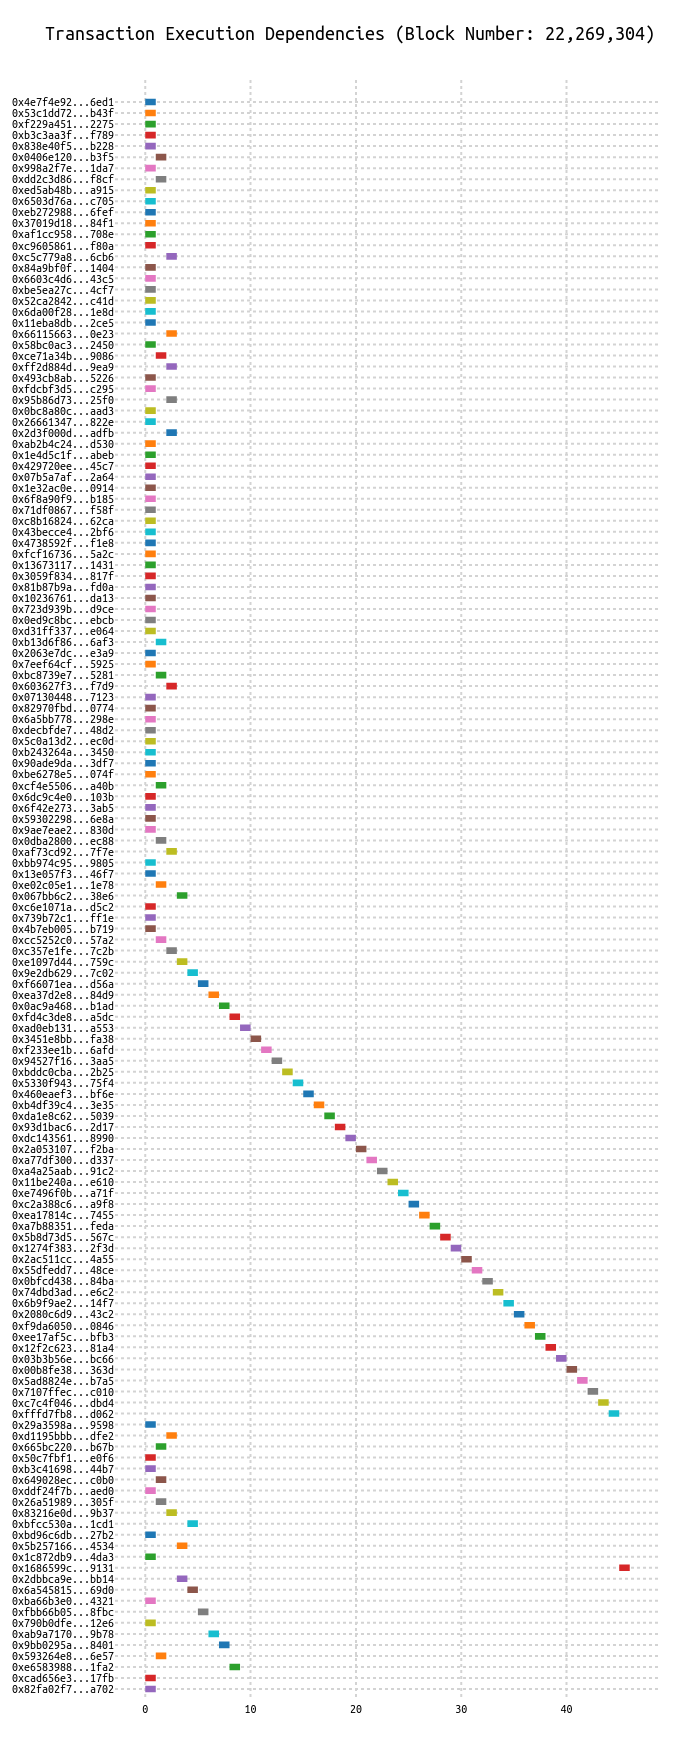 Transaction Execution Dependencies (Block Number: 22,269,304)
0x4e7f4e92...6ed1
0x53c1dd72...b43f
0xf229a451...2275
0xb3c3aa3f...f789
0x838e40f5...b228
0x0406e120...b3f5
0x998a2f7e...1da7
0xdd2c3d86...f8cf
0xed5ab48b...a915
0x6503d76a...c705
0xeb272988...6fef
0x37019d18...84f1
0xaf1cc958...708e
0xc9605861...f80a
0xc5c779a8...6cb6
0x84a9bf0f...1404
0x6603c4d6...43c5
0xbe5ea27c...4cf7
0x52ca2842...c41d
0x6da00f28...1e8d
0x11eba8db...2ce5
0x66115663...0e23
0x58bc0ac3...2450
0xce71a34b...9086
0xff2d884d...9ea9
0x493cb8ab...5226
0xfdcbf3d5...c295
0x95b86d73...25f0
0x0bc8a80c...aad3
0x26661347...822e
0x2d3f000d...adfb
0xab2b4c24...d530
0x1e4d5c1f...abeb
0x429720ee...45c7
0x07b5a7af...2a64
0x1e32ac0e...0914
0x6f8a90f9...b185
0x71df0867...f58f
0xc8b16824...62ca
0x43becce4...2bf6
0x4738592f...f1e8
0xfcf16736...5a2c
0x13673117...1431
0x3059f834...817f
0x81b87b9a...fd0a
0x10236761...da13
0x723d939b...d9ce
0x0ed9c8bc...ebcb
0xd31ff337...e064
0xb13d6f86...6af3
0x2063e7dc...e3a9
0x7eef64cf...5925
0xbc8739e7...5281
0x603627f3...f7d9
0x07130448...7123
0x82970fbd...0774
0x6a5bb778...298e
0xdecbfde7...48d2
0x5c0a13d2...ec0d
0xb243264a...3450
0x90ade9da...3df7
0xbe6278e5...074f
0xcf4e5506...a40b
0x6dc9c4e0...103b
0x6f42e273...3ab5
0x59302298...6e8a
0x9ae7eae2...830d
0x0dba2800...ec88
0xaf73cd92...7f7e
0xbb974c95...9805
0x13e057f3...46f7
0xe02c05e1...1e78
0x067bb6c2...38e6
0xc6e1071a...d5c2
0x739b72c1...ff1e
0x4b7eb005...b719
0xcc5252c0...57a2
0xc357e1fe...7c2b
0xe1097d44...759c
0x9e2db629...7c02
0xf66071ea...d56a
0xea37d2e8...84d9
0x0ac9a468...b1ad
0xfd4c3de8...a5dc
0xad0eb131...a553
0x3451e8bb...fa38
0xf233ee1b...6afd
0x94527f16...3aa5
0xbddc0cba...2b25
0x5330f943...75f4
0x460eaef3...bf6e
0xb4df39c4...3e35
0xda1e8c62...5039
0x93d1bac6...2d17
0xdc143561...8990
0x2a053107...f2ba
0xa77df300...d337
0xa4a25aab...91c2
0x11be240a...e610
0xe7496f0b...a71f
0xc2a388c6...a9f8
0xea17814c...7455
0xa7b88351...feda
0x5b8d73d5...567c
0x1274f383...2f3d
0x2ac511cc...4a55
0x55dfedd7...48ce
0x0bfcd438...84ba
0x74dbd3ad...e6c2
0x6b9f9ae2...14f7
0x2080c6d9...43c2
0xf9da6050...0846
0xee17af5c...bfb3
0x12f2c623...81a4
0x03b3b56e...bc66
0x00b8fe38...363d
0x5ad8824e...b7a5
0x7107ffec...c010
0xc7c4f046...dbd4
0xfffd7fb8...d062
0x29a3598a...9598
0xd1195bbb...dfe2
0x665bc220...b67b
0x50c7fbf1...e0f6
0xb3c41698...44b7
0x649028ec...c0b0
0xddf24f7b...aed0
0x26a51989...305f
0x83216e0d...9b37
0xbfcc530a...1cd1
0xbd96c6db...27b2
0x5b257166...4534
0x1c872db9...4da3
0x1686599c...9131
0x2dbbca9e...bb14
0x6a545815...69d0
0xba66b3e0...4321
0xfbb66b05...8fbc
0x790b0dfe...12e6
0xab9a7170...9b78
0x9bb0295a...8401
0x593264e8...6e57
0xe6583988...1fa2
0xcad656e3...17fb
0x82fa02f7...a702
0 10 20 30 40